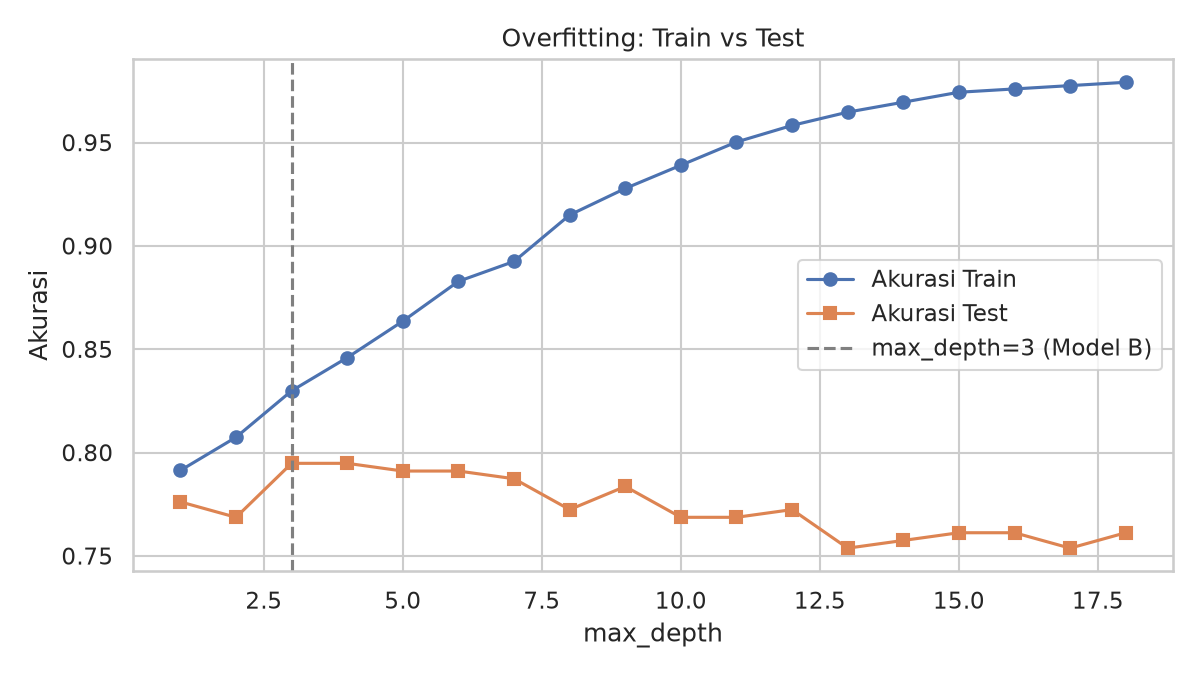 Overfitting: Train vs Test
Akurasi
0.95
0.90
0.85
0.80
0.75
Akurasi Train
Akurasi Test
max_depth=3 (Model B)
2.5 5.0 7.5 10.0 12.5 15.0 17.5
max_depth